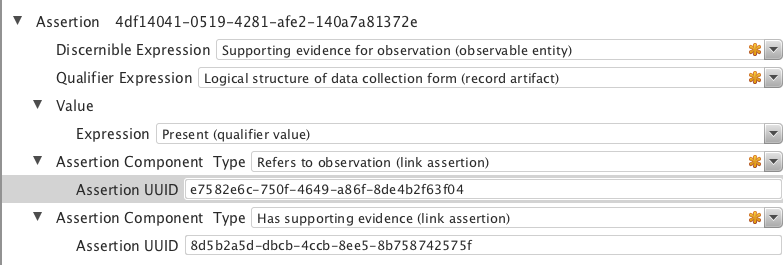 Assertion 4df14041-0519-4281-afe2-140a7a81372e
Discernible Expression Supporting evidence for observation (observable entity)
Qualifier Expression Logical structure of data collection form (record artifact)
Value
Expression Present (qualifier value)
Assertion Component Type Refers to observation (link assertion)
Assertion UUID e7582e6c-750f-4649-a86f-8de4b2f63f04
Assertion Component Type Has supporting evidence (link assertion)
Assertion UUID 8d5b2a5d-dbcb-4ccb-8ee5-8b758742575f